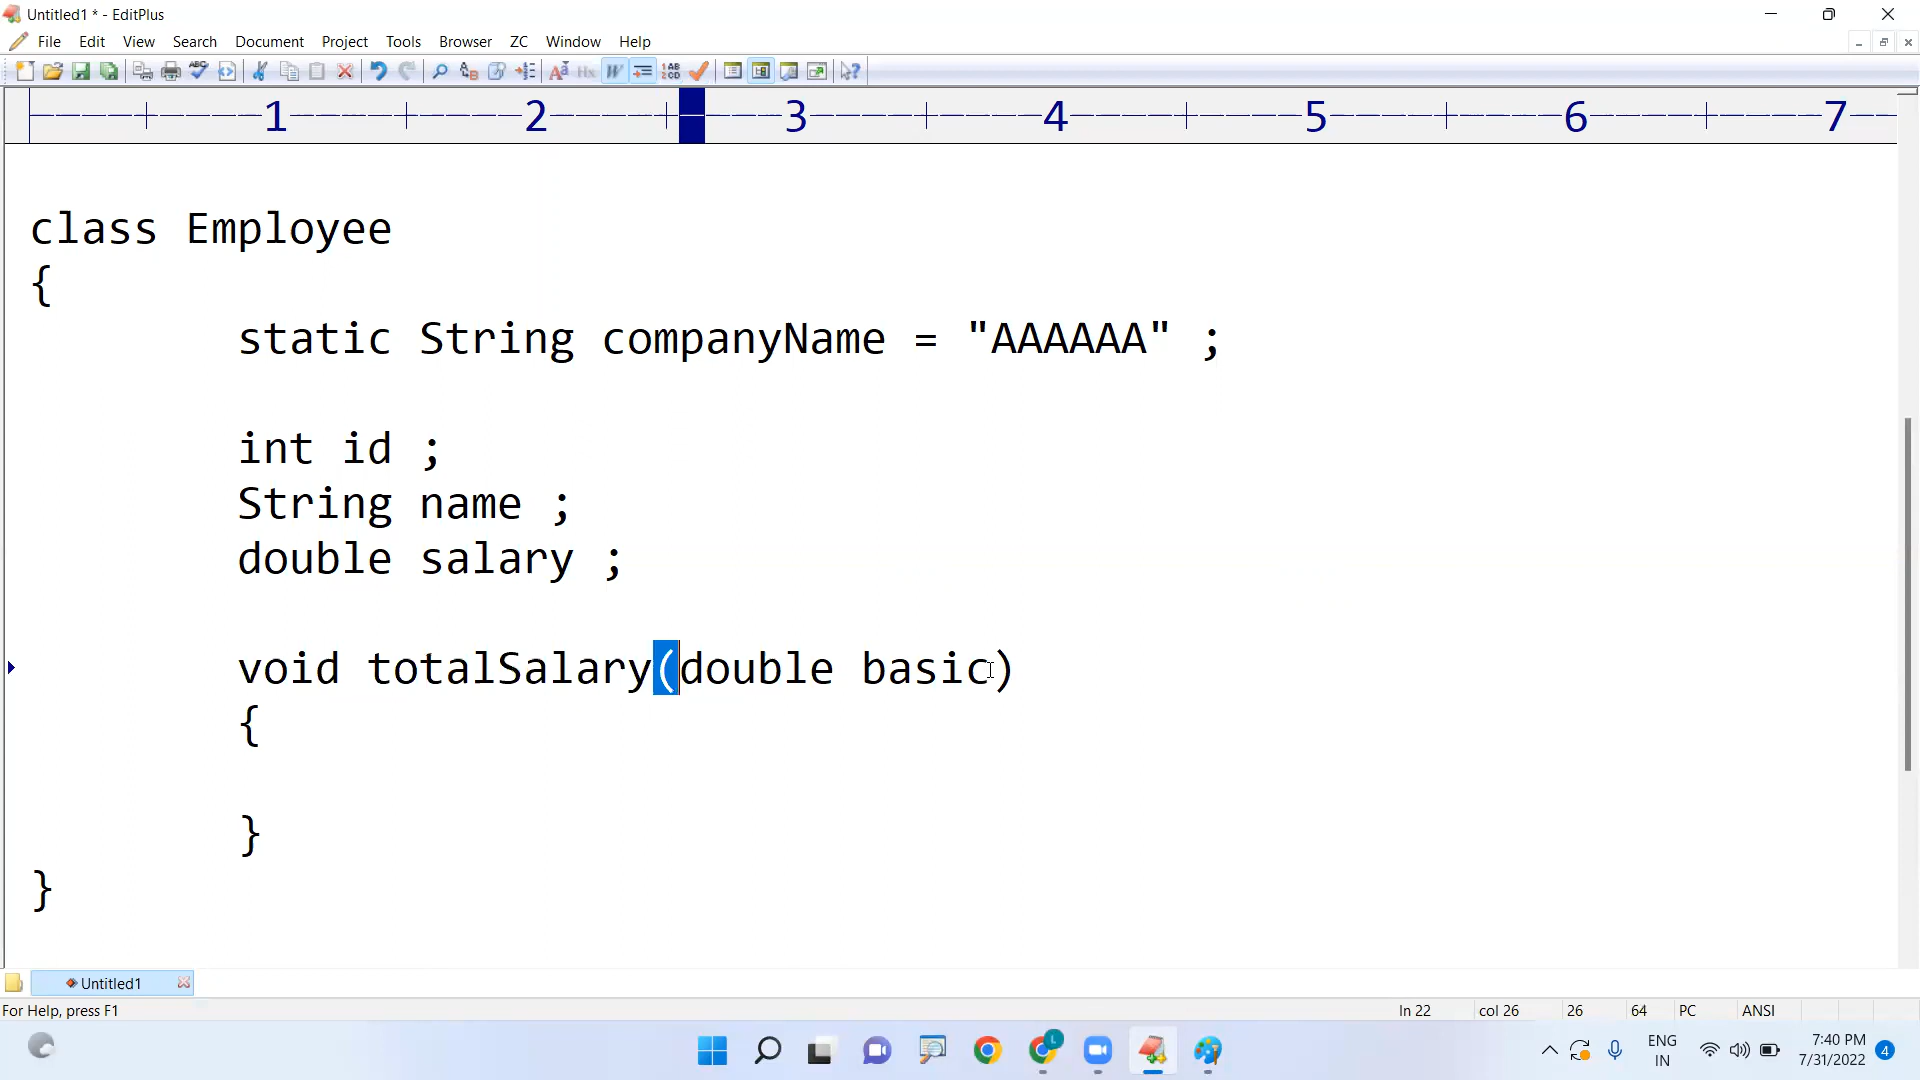 Untitled1 * - EditPlus
File Edit View Search Document Project Tools Browser ZC Window Help
1 2 3 4 5 6 7
class Employee
{
static String companyName = "AAAAAA" ;
int id ;
String name ;
double salary ;
void totalSalary(double basic)
{
}
}
Untitled1
For Help, press F1 ln 22 col 26 26 64 PC ANSI
ENG 7:40 PM
IN 7/31/2022 4